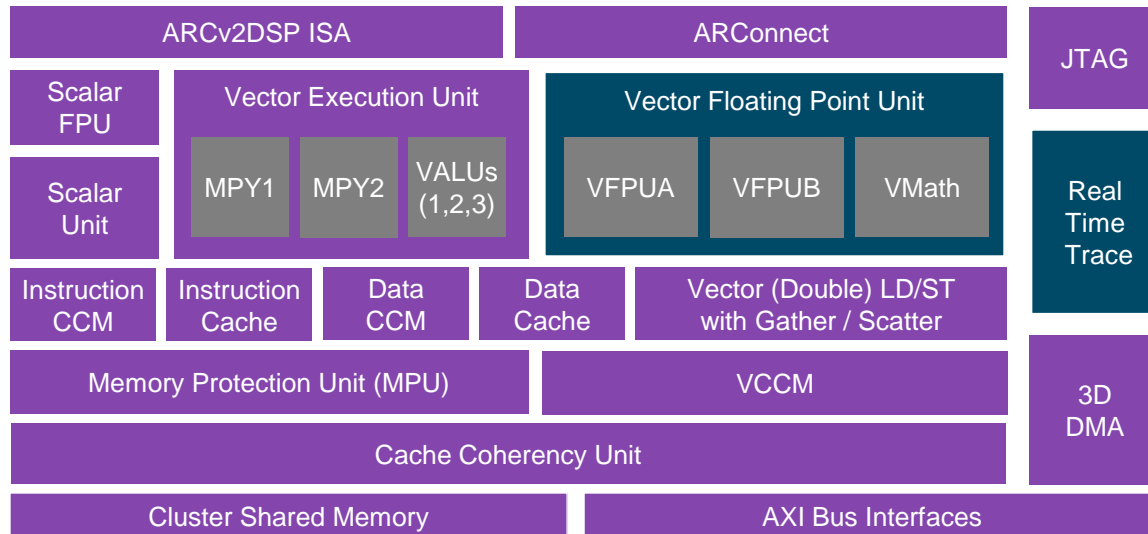 ARCv2DSP ISA
ARConnect
JTAG
Scalar
FPU
Vector Execution Unit
Vector Floating Point Unit
MPY1
MPY2
VALUs
(1,2,3)
VFPUA
VFPUB
VMath
Scalar
Unit
Real
Time
Trace
Instruction
CCM
Instruction
Cache
Data
CCM
Data
Cache
Vector (Double) LD/ST
with Gather / Scatter
Memory Protection Unit (MPU)
VCCM
3D
DMA
Cache Coherency Unit
Cluster Shared Memory
AXI Bus Interfaces